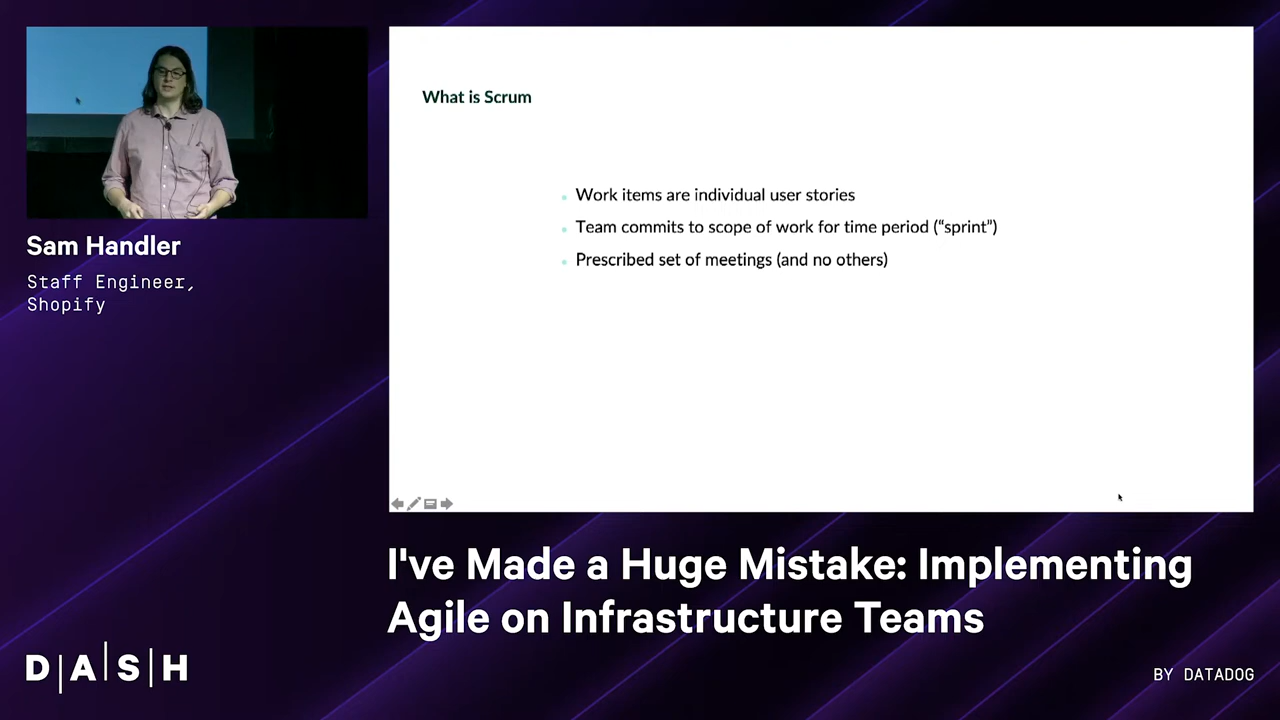 Sam Handler
Staff Engineer,
Shopify
What is Scrum
Work items are individual user stories
Team commits to scope of work for time period (“sprint”)
Prescribed set of meetings (and no others)
I've Made a Huge Mistake: Implementing
Agile on Infrastructure Teams
D|A|S|H
BY DATADOG